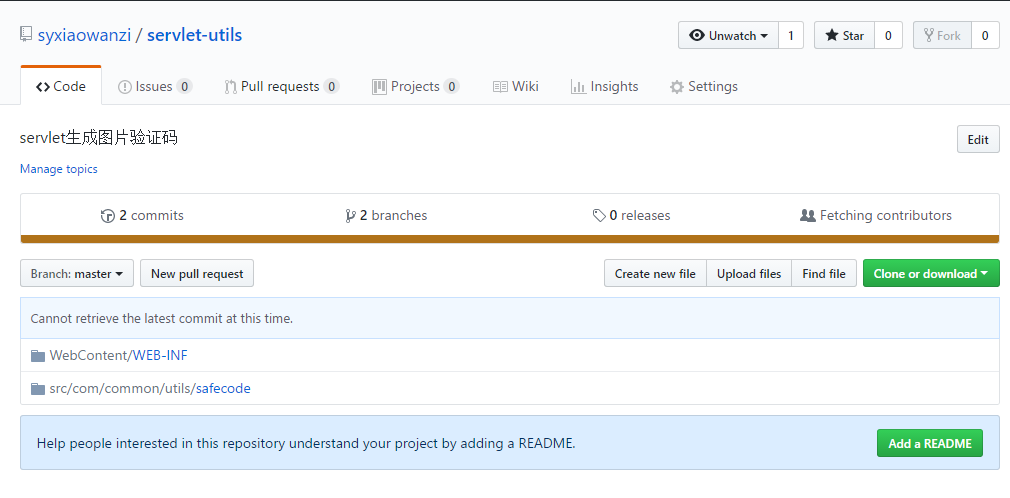 syxiaowanzi / servlet-utils
Unwatch 1 Star 0 Fork 0
Code Issues 0 Pull requests 0 Projects 0 Wiki Insights Settings
servlet生成图片验证码 Edit
Manage topics
2 commits 2 branches 0 releases Fetching contributors
Branch: master New pull request Create new file Upload files Find file Clone or download
Cannot retrieve the latest commit at this time.
WebContent/WEB-INF
src/com/common/utils/safecode
Help people interested in this repository understand your project by adding a README. Add a README